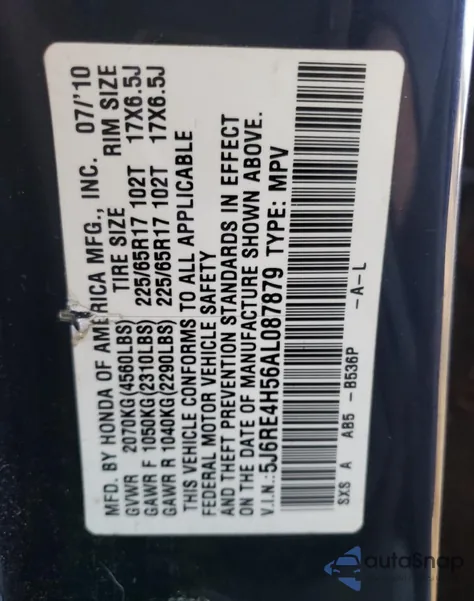 MFD. BY HONDA OF AMERICA MFG., INC. 07/'10
TIRE SIZE RIM SIZE
GVWR 2070KG(4560LBS)
GAWR F 1050KG(2310LBS) 225/65R17 102T 17X6.5J
GAWR R 1040KG(2290LBS) 225/65R17 102T 17X6.5J
THIS VEHICLE CONFORMS TO ALL APPLICABLE
FEDERAL MOTOR VEHICLE SAFETY
AND THEFT PREVENTION STANDARDS IN EFFECT
ON THE DATE OF MANUFACTURE SHOWN ABOVE.
V.I.N.: 5J6RE4H56AL087879 TYPE: MPV
SXS A AB5 -B536P -A-L
autoSnap